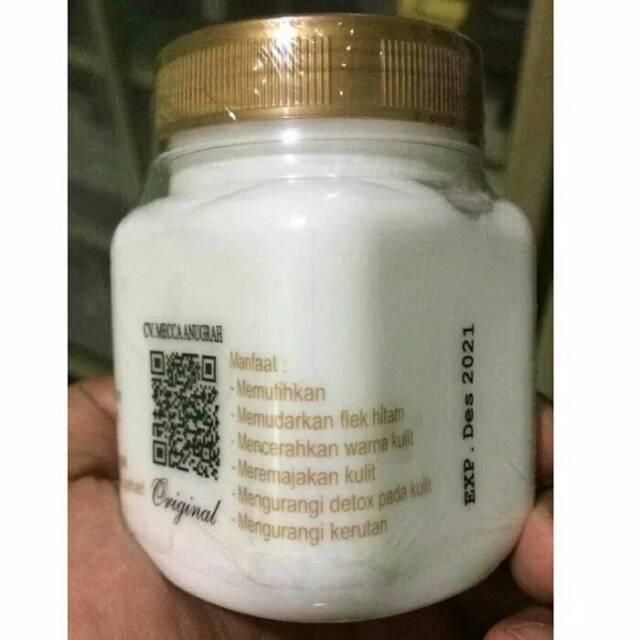 CV. MECCA ANUGRAH
Original
Manfaat :
- Memutihkan
- Memudarkan flek hitam
- Mencerahkan warna kulit
- Meremajakan kulit
- Mengurangi detox pada kulit
- Mengurangi kerutan
EXP. Des 2021